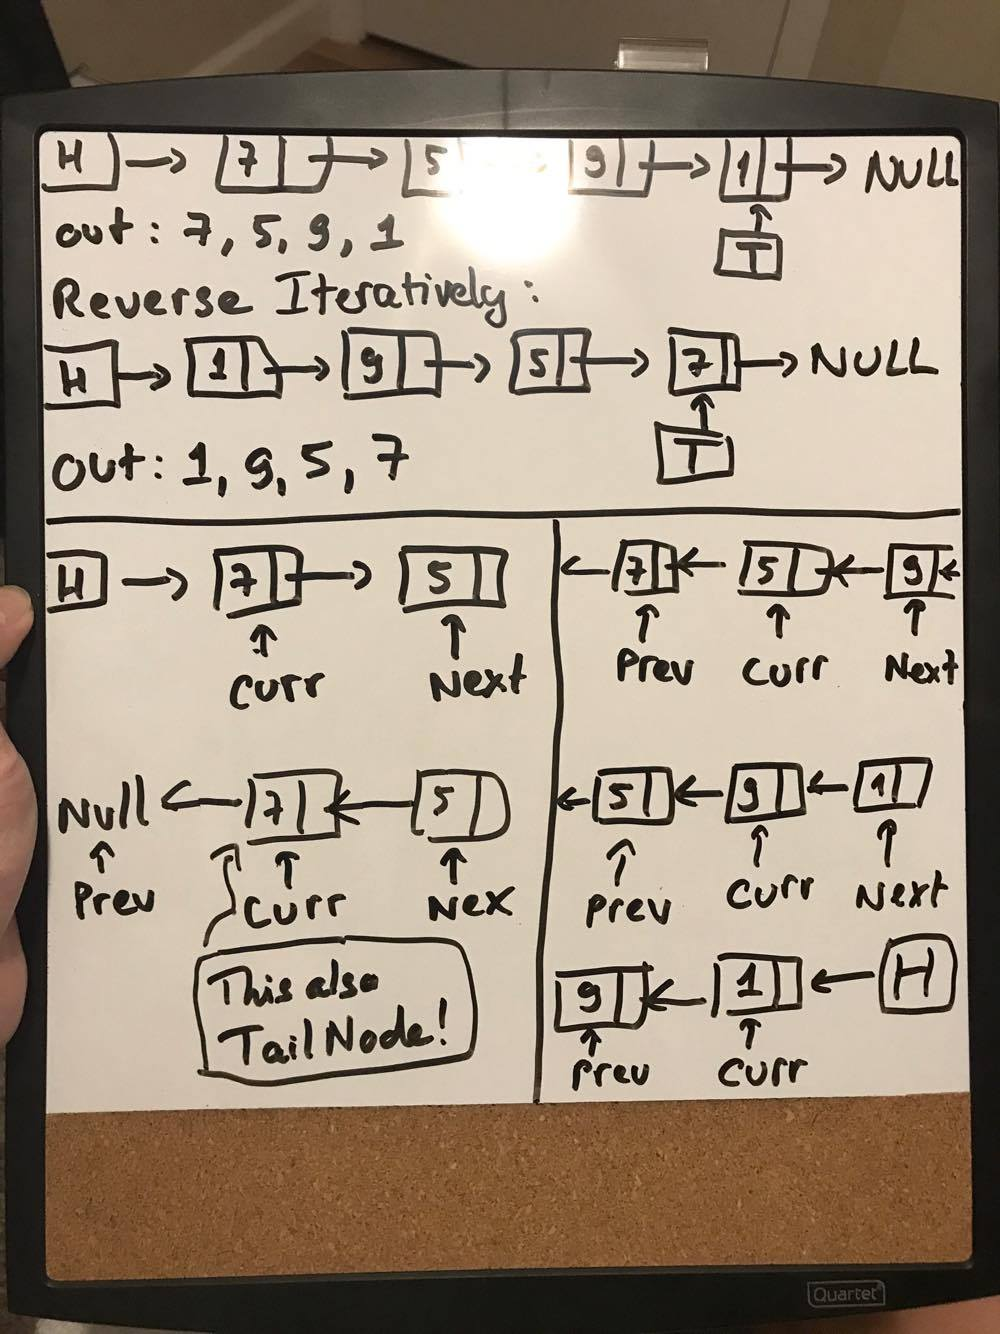 H → 7 → 5 → 9 → 1 → NULL
T
out: 7, 5, 9, 1
Reverse Iteratively:
H → 1 → 9 → 5 → 7 → NULL
T
out: 1, 9, 5, 7
H → 7 → 5
Curr Next
Null ← 7 ← 5
Prev Curr Nex
This also
Tail Node!
← 7 ← 5 ← 9 ←
Prev Curr Next
← 5 ← 9 ← 1
Prev Curr Next
9 ← 1 ← H
Prev Curr
Quartet